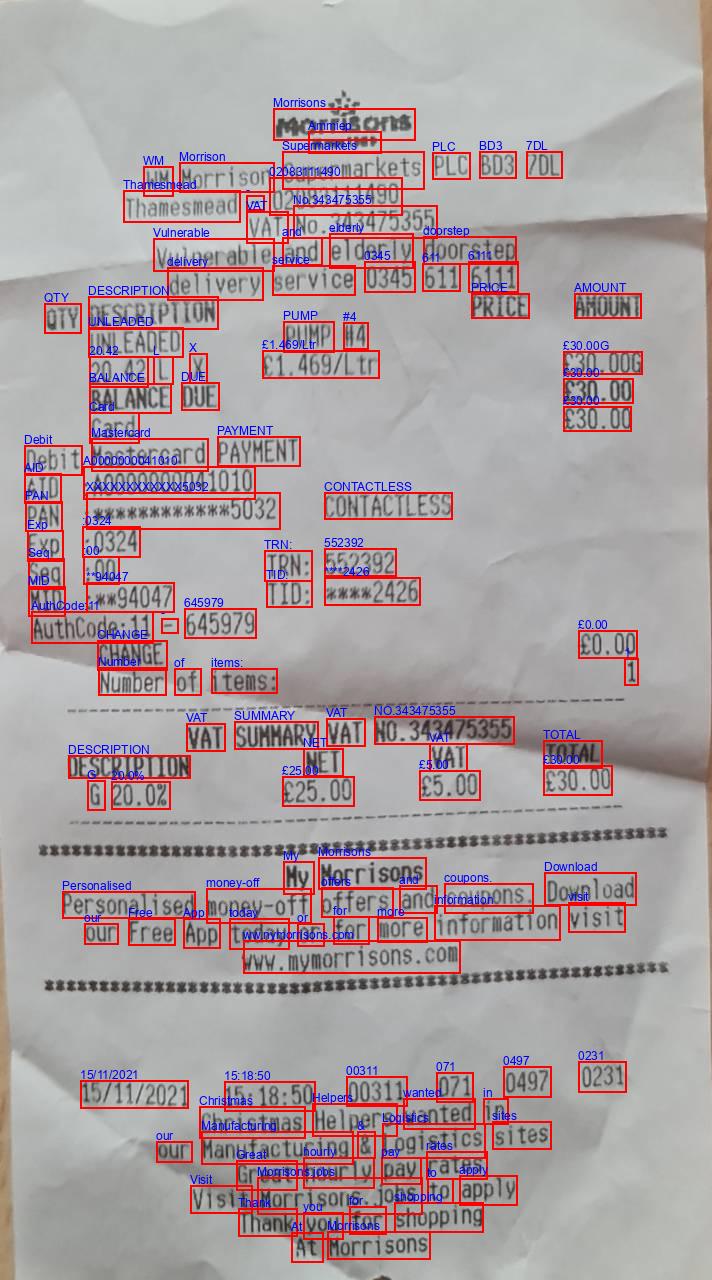 Morrisons
WM Morrison Supermarkets PLC BD3 7DL
Thamesmead - 02083111490
VAT No.343475355
Vulnerable and elderly doorstep
delivery service 0345 611 6111
QTY DESCRIPTION PRICE AMOUNT
UNLEADED PUMP #4
20.42 L X £1.469/Ltr £30.00G
BALANCE DUE £30.00
Card £30.00
Debit Mastercard PAYMENT
AID :A0000000041010
PAN :************5032 CONTACTLESS
Exp :0324
Seq :00 TRN: 552392
MID :**94047 TID: ****2426
AuthCode:11 - 645979
CHANGE £0.00
Number of items: 1
VAT SUMMARY VAT NO.343475355
DESCRIPTION NET VAT TOTAL
G 20.0% £25.00 £5.00 £30.00
My Morrisons
Personalised money-off offers and coupons. Download
our Free App today or for more information visit
www.mymorrisons.com
15/11/2021 15:18:50 00311 071 0497 0231
Christmas Helpers wanted in
our Manufacturing & Logistics sites
Great hourly pay rates
Visit Morrisons.jobs to apply
Thank you for shopping
At Morrisons